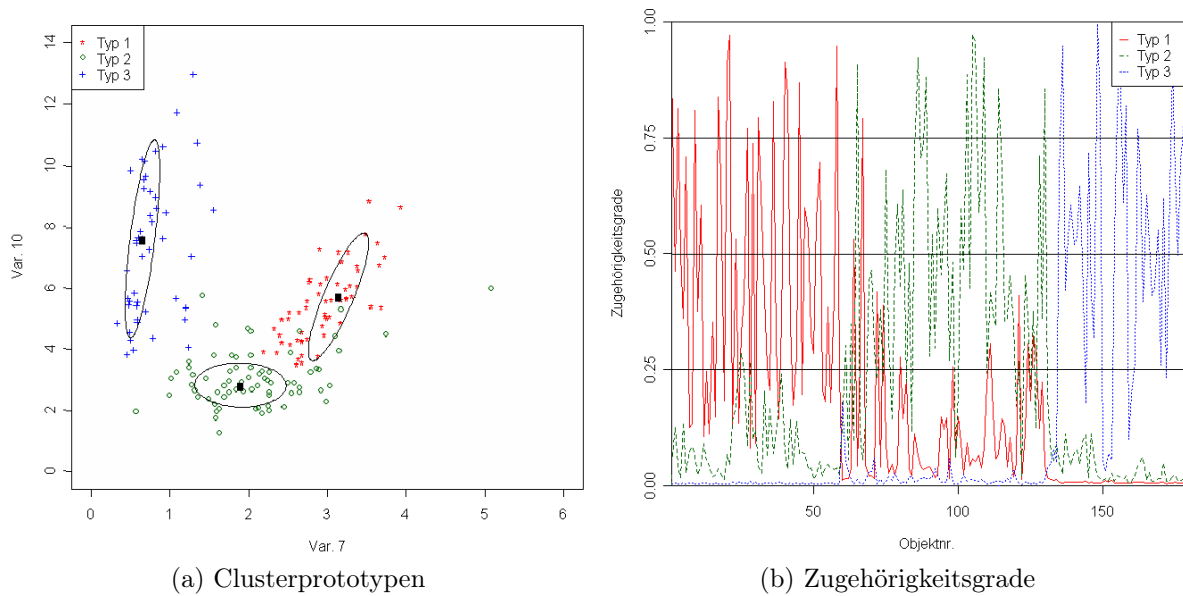 Typ 1
Typ 2
Typ 3
14
12
10
8
6
4
2
0
Var. 10
0 1 2 3 4 5 6
Var. 7
(a) Clusterprototypen
Typ 1
Typ 2
Typ 3
1.00
0.75
0.50
0.25
0.00
Zugehörigkeitsgrade
50 100 150
Objektnr.
(b) Zugehörigkeitsgrade